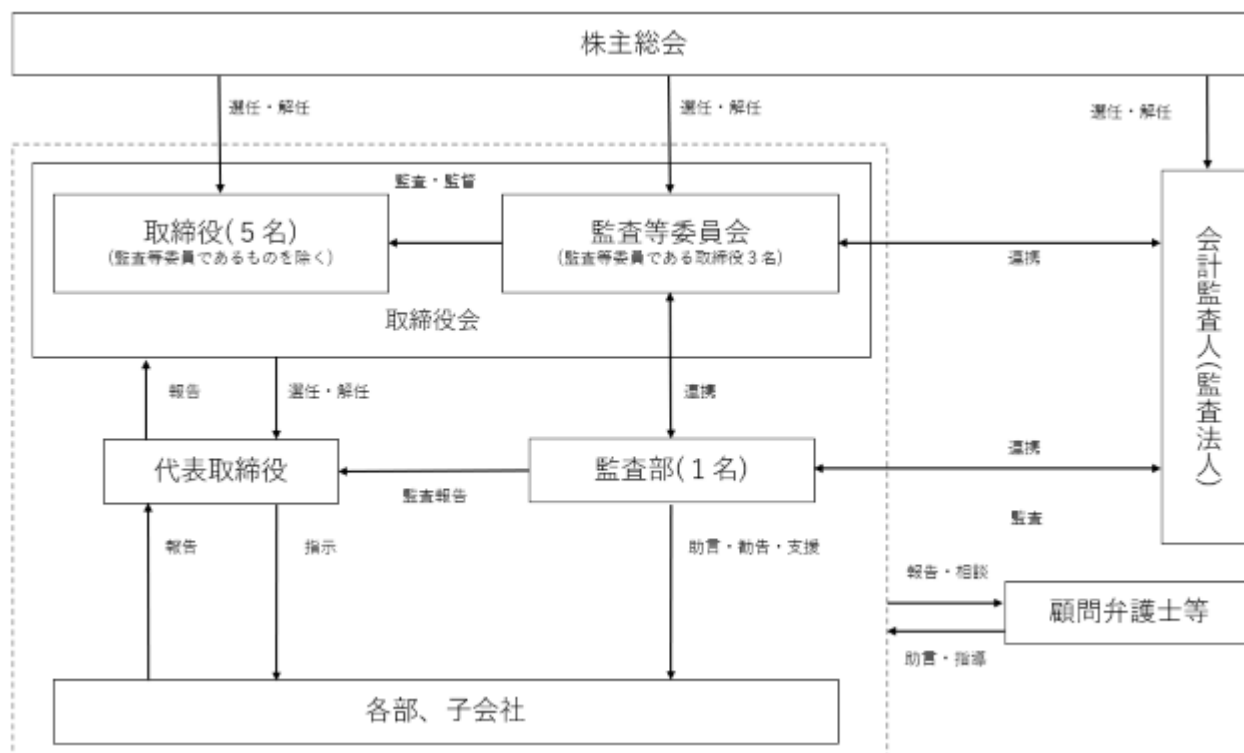 株主総会
選任・解任
選任・解任
選任・解任
監査・監督
取締役(5名)
(監査等委員であるものを除く)
監査等委員会
(監査等委員である取締役3名)
連携
会計監査人(監査法人)
取締役会
報告
選任・解任
連携
代表取締役
監査報告
監査部(1名)
連携
監査
報告
指示
助言・勧告・支援
報告・相談
顧問弁護士等
助言・指導
各部、子会社